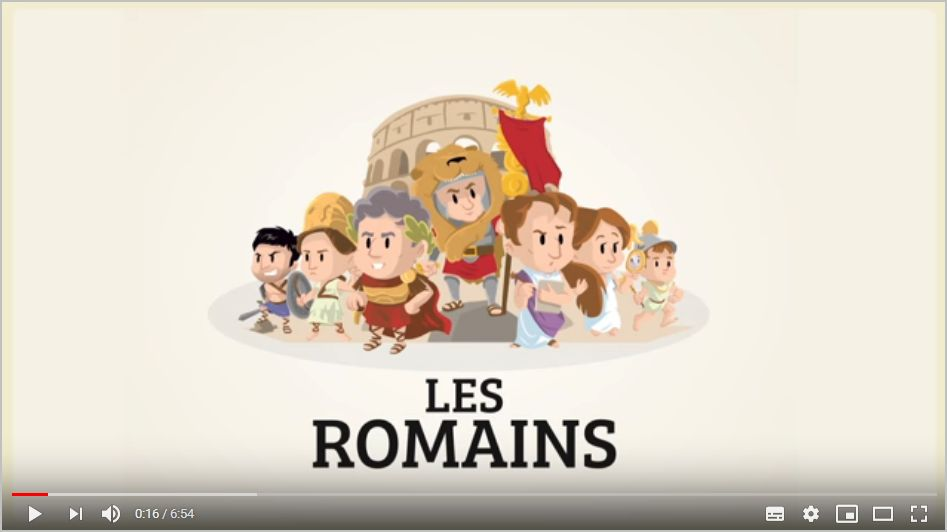 LES
ROMAINS
0:16 / 6:54